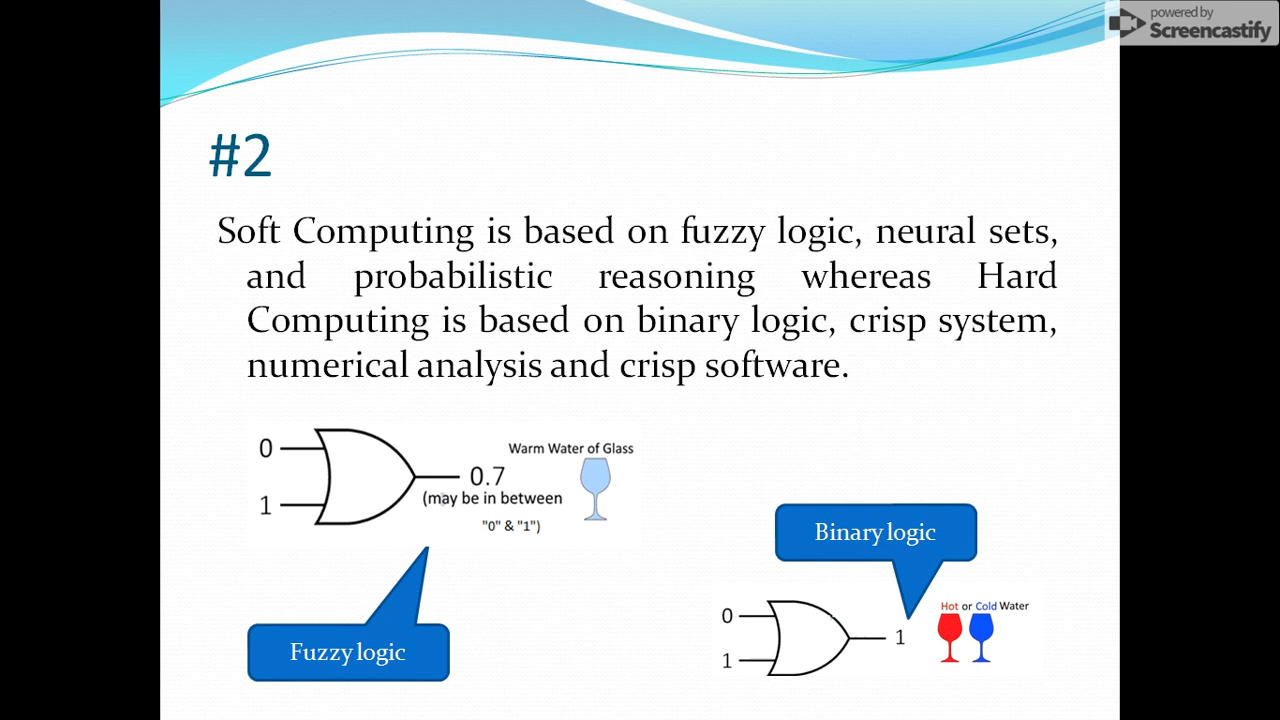 powered by
Screencastify
#2
Soft Computing is based on fuzzy logic, neural sets,
and probabilistic reasoning whereas Hard
Computing is based on binary logic, crisp system,
numerical analysis and crisp software.
0
1
0.7
(may be in between
"0" & "1")
Warm Water of Glass
Fuzzy logic
Binary logic
0
1
1
Hot or Cold Water